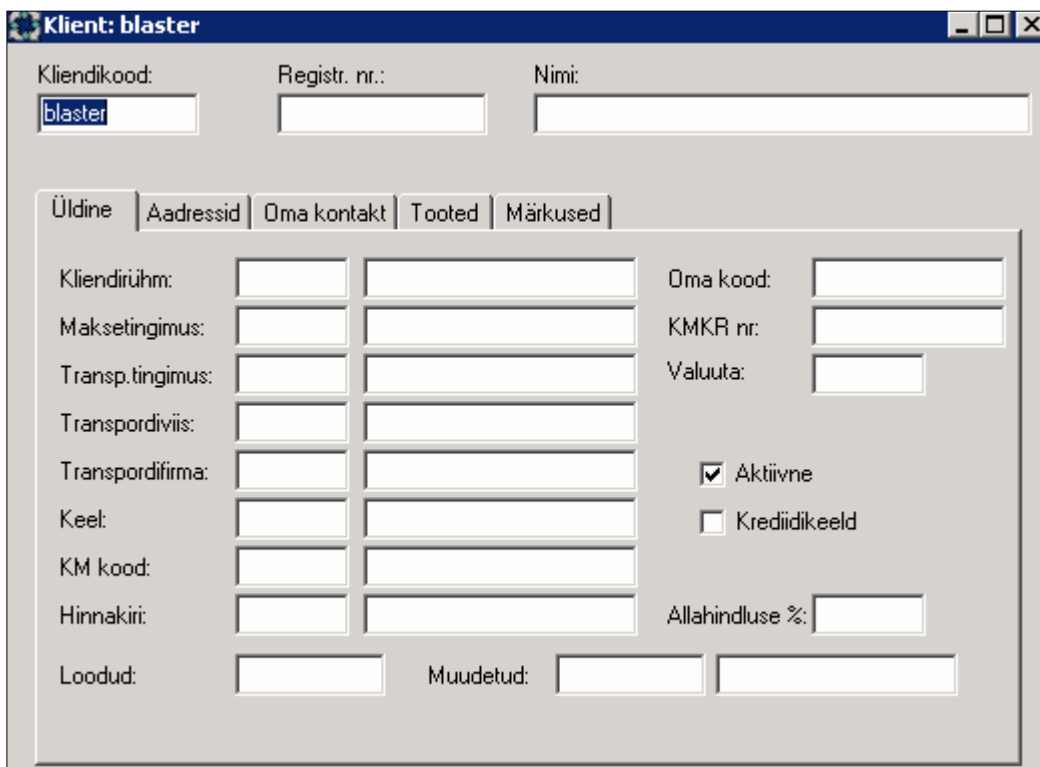 Klient: blaster
Kliendikood: Registr. nr.: Nimi:
blaster
Üldine Aadressid Oma kontakt Tooted Märkused
Kliendirühm: Oma kood:
Maksetingimus: KMKR nr:
Transp.tingimus: Valuuta:
Transpordiviis:
Transpordifirma: Aktiivne
Keel: Krediidikeeld
KM kood:
Hinnakiri: Allahindluse %:
Loodud: Muudetud: